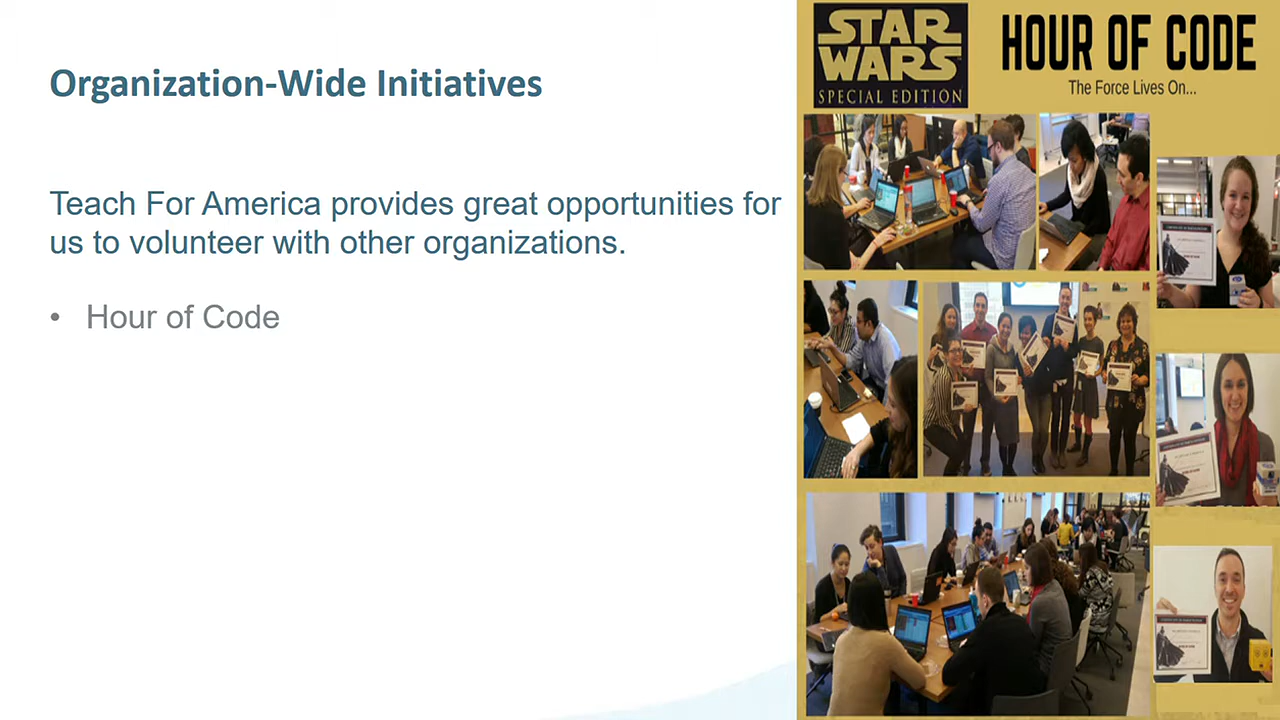 Organization-Wide Initiatives
Teach For America provides great opportunities for
us to volunteer with other organizations.
• Hour of Code
STAR
WARS
SPECIAL EDITION
HOUR OF CODE
The Force Lives On...